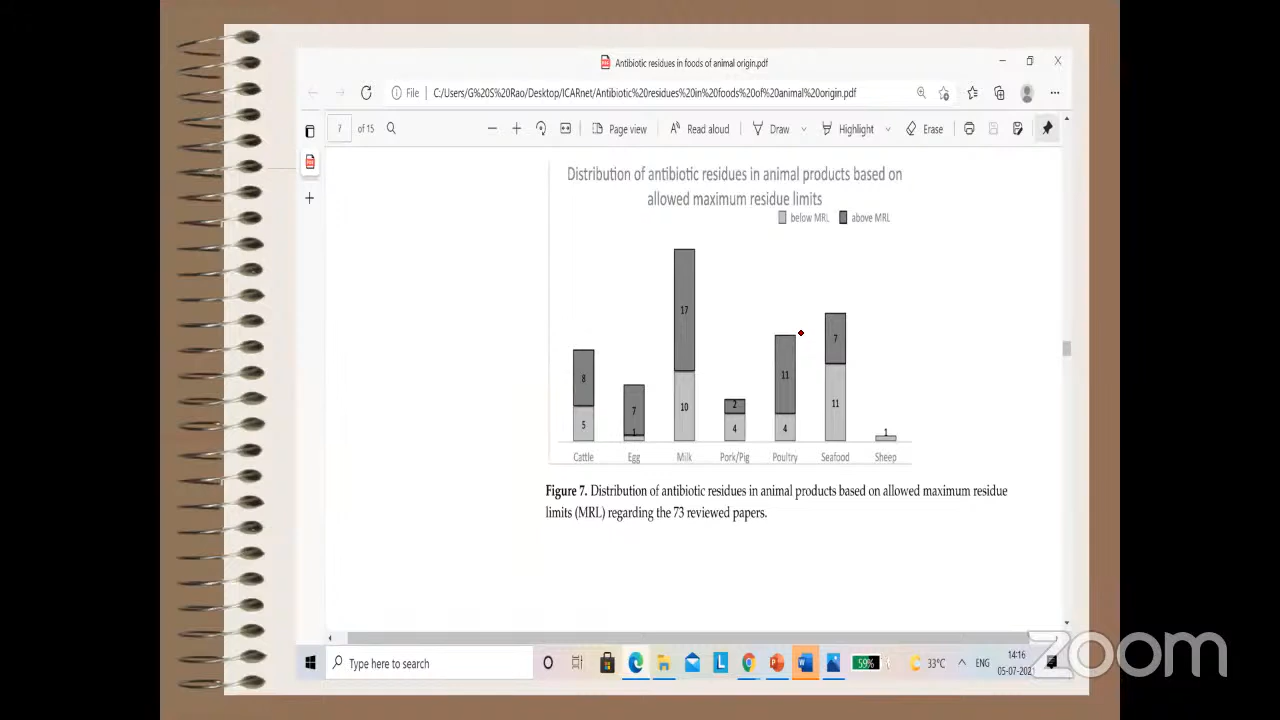 Antibiotic residues in foods of animal origin.pdf
File C:/Users/G%20S%20Rao/Desktop/ICARnet/Antibiotic%20residues%20in%20foods%20of%20animal%20origin.pdf
7 of 15 Page view Read aloud Draw Highlight Erase
Distribution of antibiotic residues in animal products based on
allowed maximum residue limits
below MRL above MRL
17
7
8
11
7
2
10
11
5
1
4
4
1
Cattle Egg Milk Pork/Pig Poultry Seafood Sheep
Figure 7. Distribution of antibiotic residues in animal products based on allowed maximum residue
limits (MRL) regarding the 73 reviewed papers.
Type here to search
59%
33°C
ENG
14:16
zoom